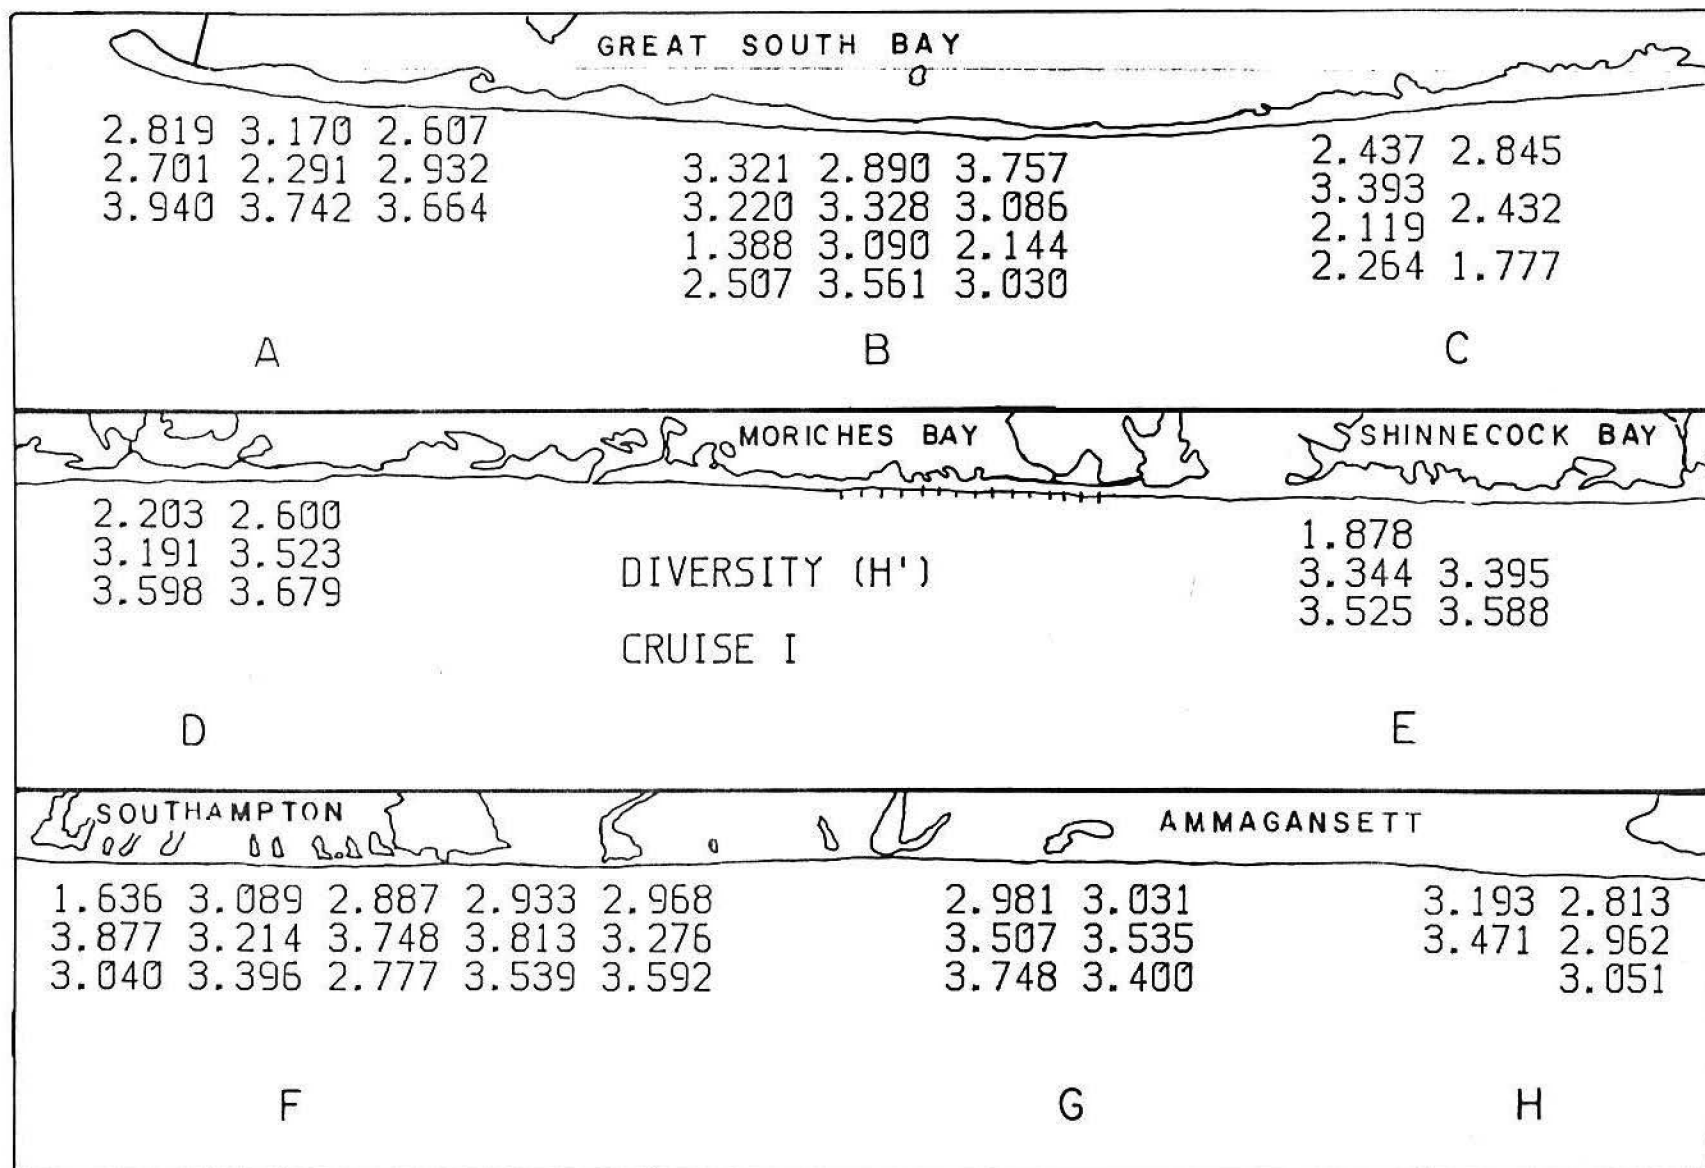 GREAT SOUTH BAY
2.819 3.170 2.607
2.701 2.291 2.932
3.940 3.742 3.664
A
3.321 2.890 3.757
3.220 3.328 3.086
1.388 3.090 2.144
2.507 3.561 3.030
B
2.437 2.845
3.393
2.432
2.119
2.264 1.777
C
MORICHES BAY
SHINNECOCK BAY
2.203 2.600
3.191 3.523
3.598 3.679
D
DIVERSITY (H')
CRUISE I
1.878
3.344 3.395
3.525 3.588
E
SOUTHAMPTON
AMMAGANSETT
1.636 3.089 2.887 2.933 2.968
3.877 3.214 3.748 3.813 3.276
3.040 3.396 2.777 3.539 3.592
F
2.981 3.031
3.507 3.535
3.748 3.400
G
3.193 2.813
3.471 2.962
3.051
H